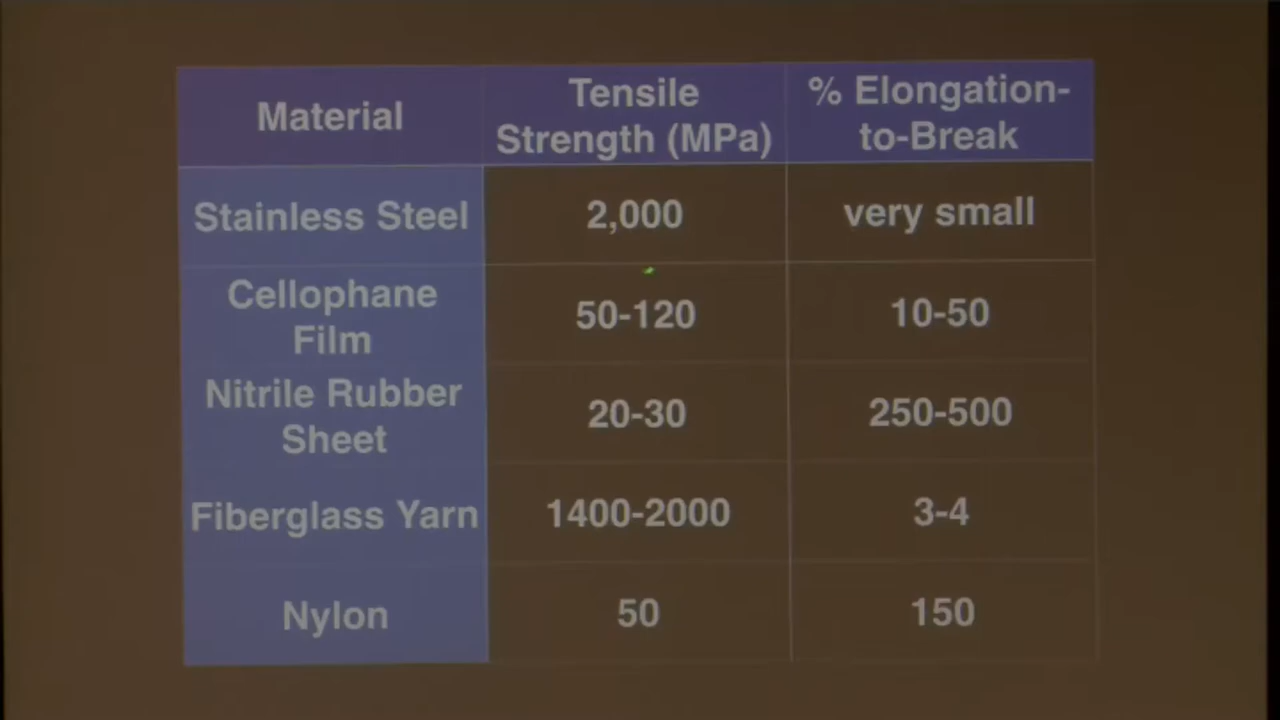 Material
Tensile
Strength (MPa)
% Elongation-
to-Break
Stainless Steel
2,000
very small
Cellophane
Film
50-120
10-50
Nitrile Rubber
Sheet
20-30
250-500
Fiberglass Yarn
1400-2000
3-4
Nylon
50
150